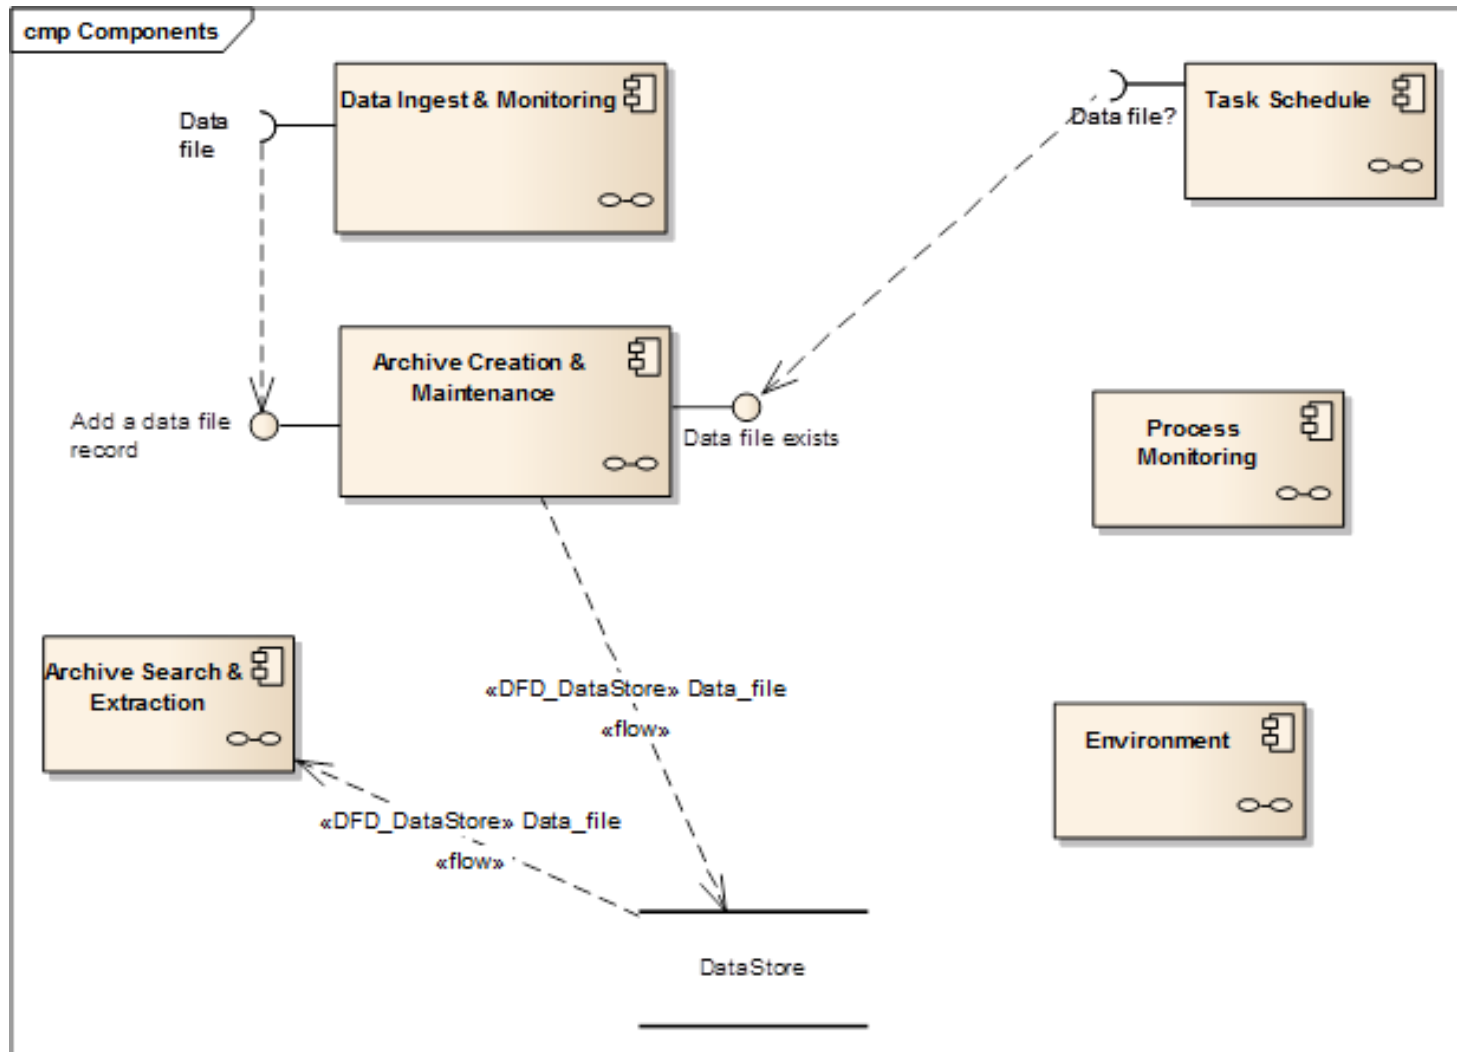 cmp Components
Data Ingest & Monitoring
Data
file
Task Schedule
Data file?
Archive Creation &
Maintenance
Add a data file
record
Data file exists
Process
Monitoring
Archive Search &
Extraction
«DFD_DataStore» Data_file
«flow»
Environment
«DFD_DataStore» Data_file
«flow»
DataStore